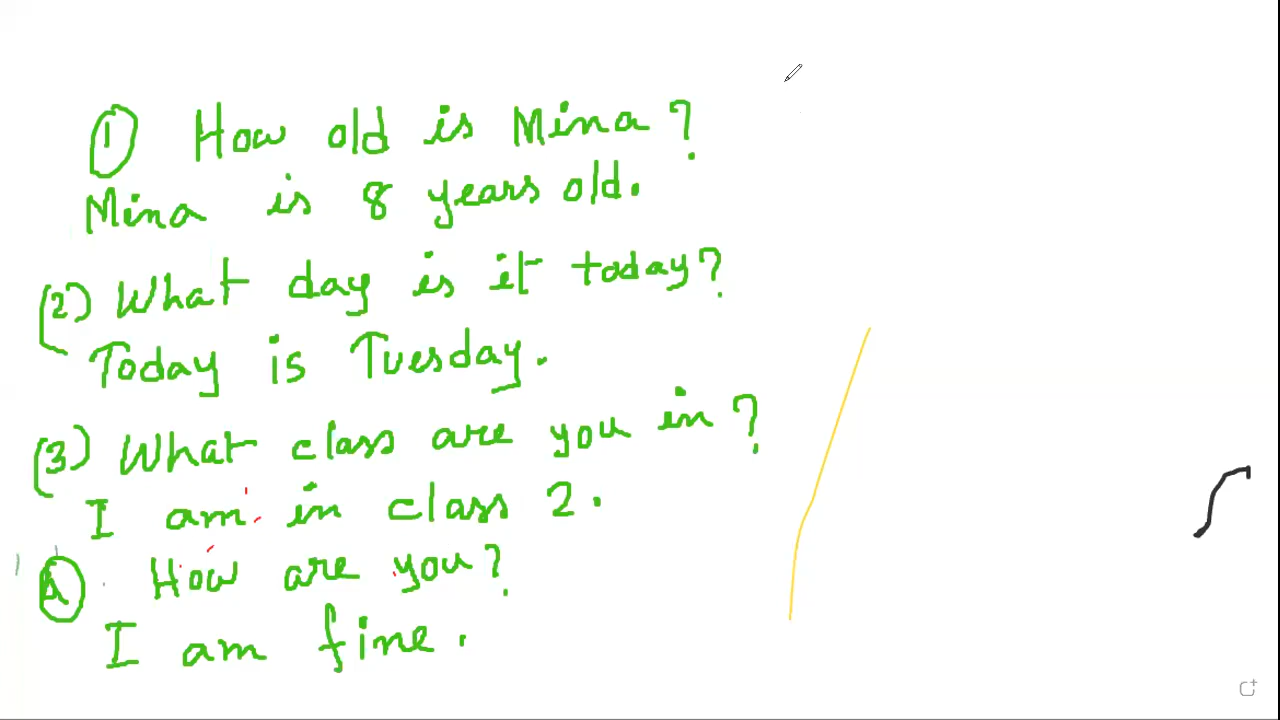 ① How old is Mina?
Mina is 8 years old.
(2) What day is it today?
Today is Tuesday.
(3) What class are you in?
I am in class 2.
How are you?
I am fine.